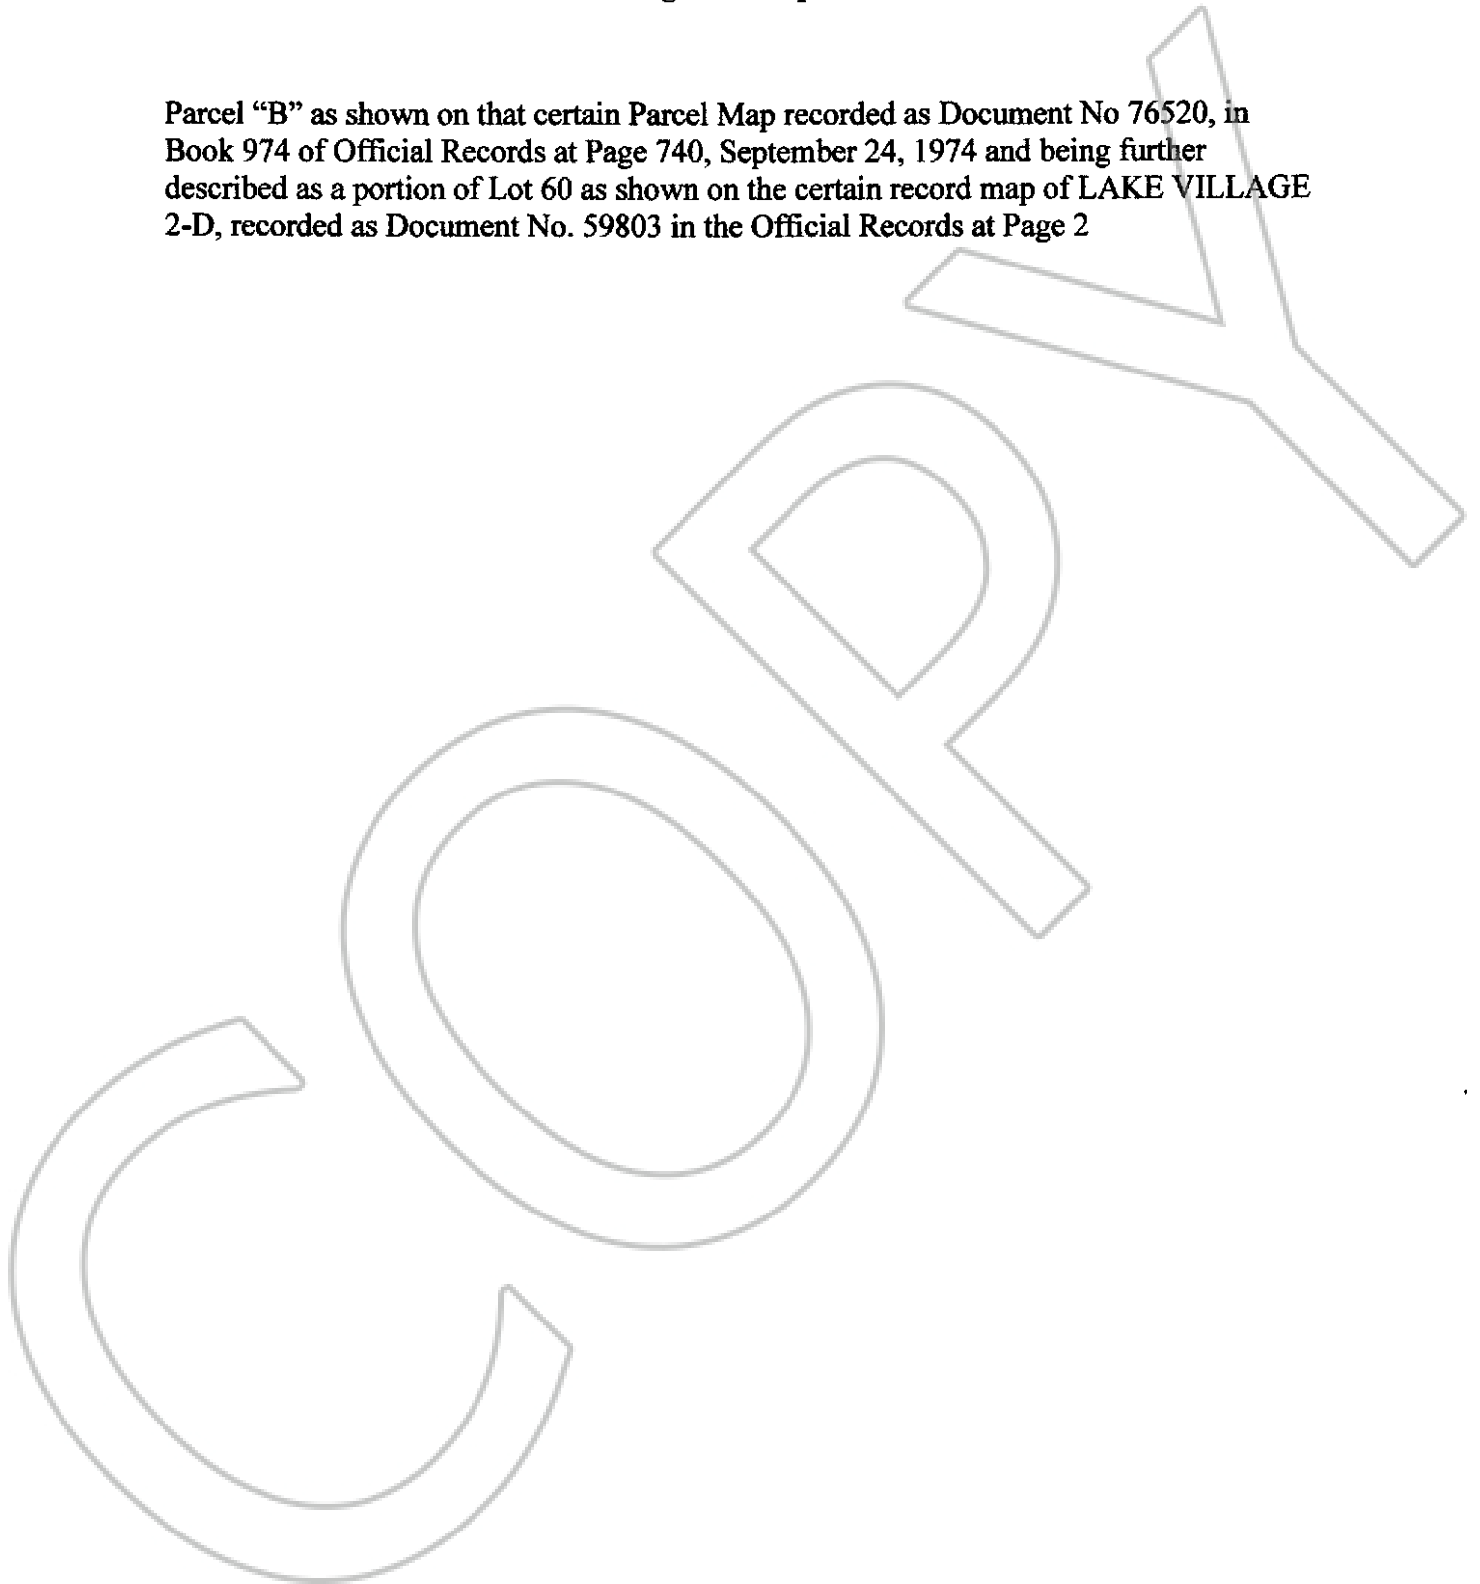 Parcel “B” as shown on that certain Parcel Map recorded as Document No 76520, in
Book 974 of Official Records at Page 740, September 24, 1974 and being further
described as a portion of Lot 60 as shown on the certain record map of LAKE VILLAGE
2-D, recorded as Document No. 59803 in the Official Records at Page 2
COPY